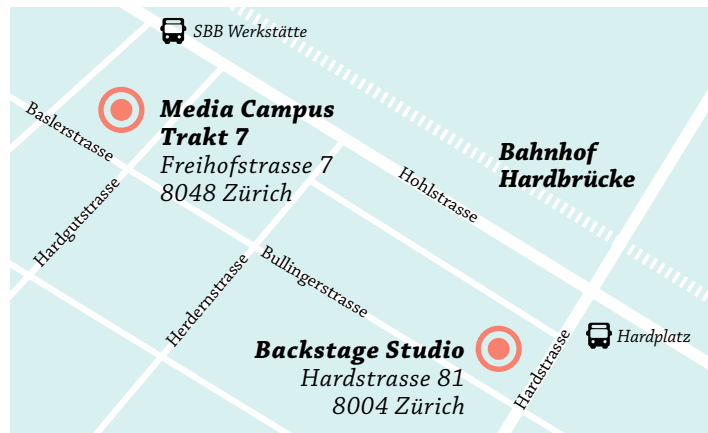 SBB Werkstätte
Baslerstrasse
Media Campus
Trakt 7
Freihofstrasse 7
8048 Zürich
Bahnhof
Hardbrücke
Hohlstrasse
Hardgutstrasse
Herdernstrasse
Bullingerstrasse
Backstage Studio
Hardstrasse 81
8004 Zürich
Hardstrasse
Hardplatz